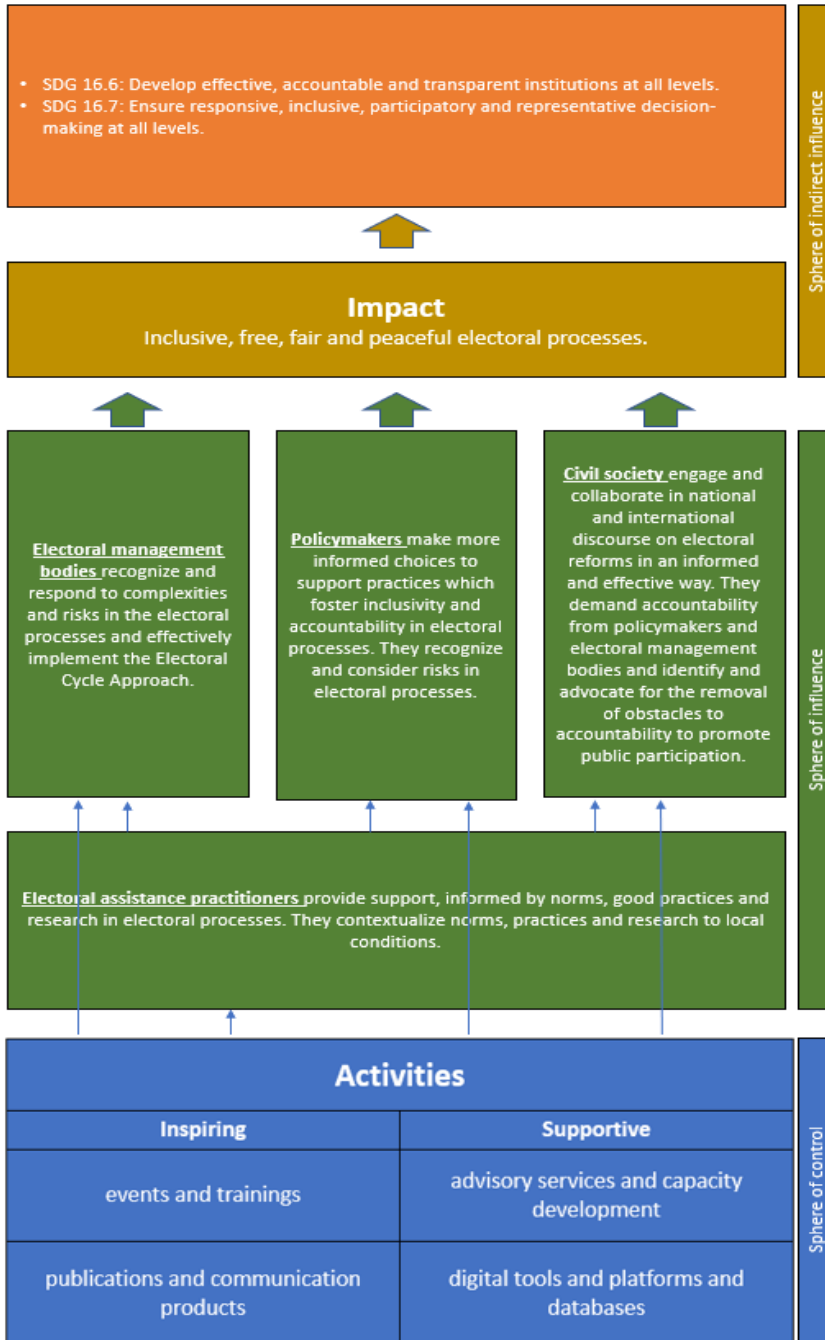 • SDG 16.6: Develop effective, accountable and transparent institutions at all levels.
• SDG 16.7: Ensure responsive, inclusive, participatory and representative decision-
making at all levels.
Sphere of indirect influence
Impact
Inclusive, free, fair and peaceful electoral processes.
Electoral management
bodies recognize and
respond to complexities
and risks in the electoral
processes and effectively
implement the Electoral
Cycle Approach.
Policymakers make more
informed choices to
support practices which
foster inclusivity and
accountability in electoral
processes. They recognize
and consider risks in
electoral processes.
Civil society engage and
collaborate in national
and international
discourse on electoral
reforms in an informed
and effective way. They
demand accountability
from policymakers and
electoral management
bodies and identify and
advocate for the removal
of obstacles to
accountability to promote
public participation.
Sphere of influence
Electoral assistance practitioners provide support, informed by norms, good practices and
research in electoral processes. They contextualize norms, practices and research to local
conditions.
Activities
Inspiring
Supportive
events and trainings
advisory services and capacity
development
publications and communication
products
digital tools and platforms and
databases
Sphere of control